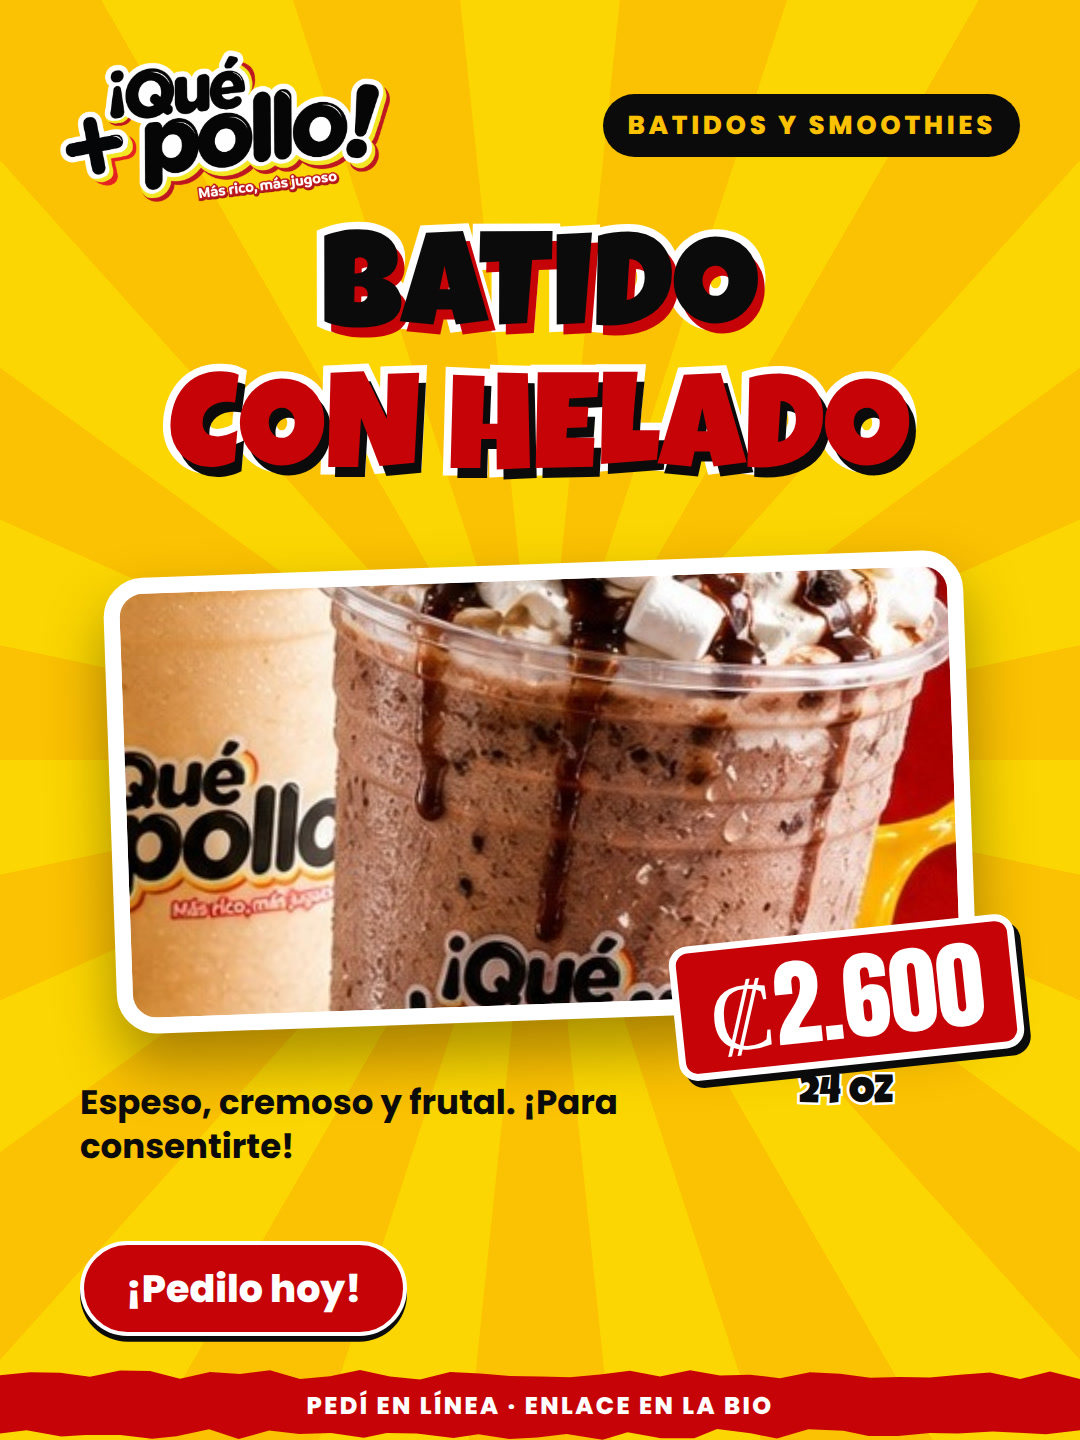 ¡Qué
+ pollo!
Más rico, más jugoso
BATIDOS Y SMOOTHIES
BATIDO
CON HELADO
Qué
pollo
Más rico, más jugoso
¡Qué
₡2.600
24 OZ
Espeso, cremoso y frutal. ¡Para
consentirte!
¡Pedilo hoy!
PEDÍ EN LÍNEA · ENLACE EN LA BIO